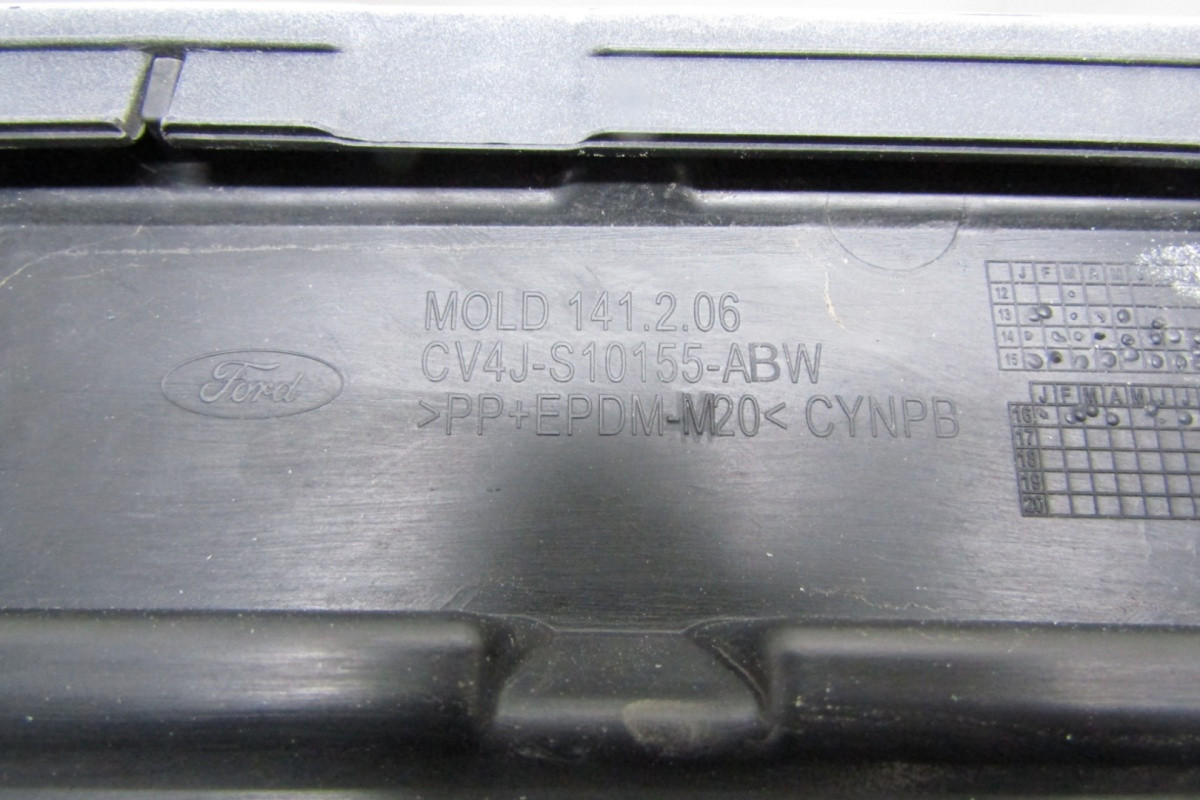 Ford
MOLD 141.2.06
CV4J-S10155-ABW
>PP+EPDM-M20< CYNPB
J F M A M J
12
13
14
15
J F M A M J J
16
17
18
19
20